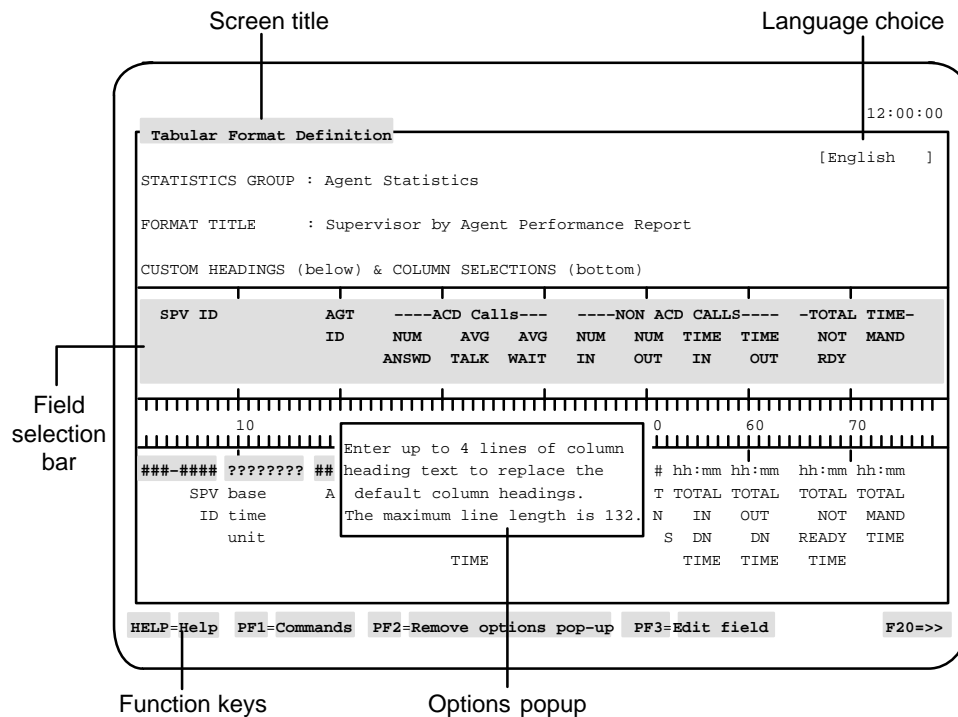 Screen title
Language choice
12:00:00
Tabular Format Definition
[English ]
STATISTICS GROUP : Agent Statistics
FORMAT TITLE : Supervisor by Agent Performance Report
CUSTOM HEADINGS (below) & COLUMN SELECTIONS (bottom)
SPV ID AGT ----ACD Calls--- ----NON ACD CALLS---- -TOTAL TIME-
ID NUM AVG AVG NUM NUM TIME TIME NOT MAND
ANSWD TALK WAIT IN OUT IN OUT RDY
Field selection bar
10 0 60 70
Enter up to 4 lines of column
heading text to replace the
default column headings.
The maximum line length is 132.
###-#### ???????? ## # hh:mm hh:mm hh:mm hh:mm
SPV base A T TOTAL TOTAL TOTAL TOTAL
ID time N IN OUT NOT MAND
unit S DN DN READY TIME
TIME TIME TIME TIME
HELP=Help PF1=Commands PF2=Remove options pop-up PF3=Edit field F20=>>
Function keys
Options popup